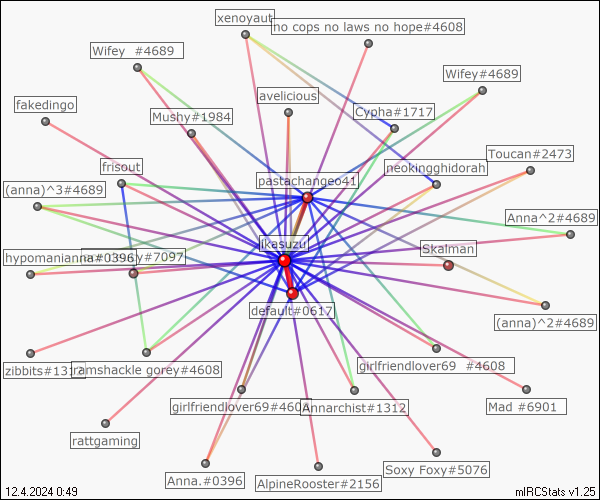 xenoyaut
no cops no laws no hope#4608
Wifey #4689
Wifey#4689
fakedingo
avelicious
Mushy#1984
Cypha#1717
Toucan#2473
frisout
neokingghidorah
pastachangeo41
(anna)^3#4689
Anna^2#4689
ikasuzu
Skalman
hypomanianna#0396
y#7097
default#0617
(anna)^2#4689
zibbits#131
ramshackle gorey#4608
girlfriendlover69 #4608
girlfriendlover69#460
Annarchist#1312
Mad #6901
rattgaming
Anna.#0396
AlpineRooster#2156
Soxy Foxy#5076
12.4.2024 0:49
mIRCStats v1.25